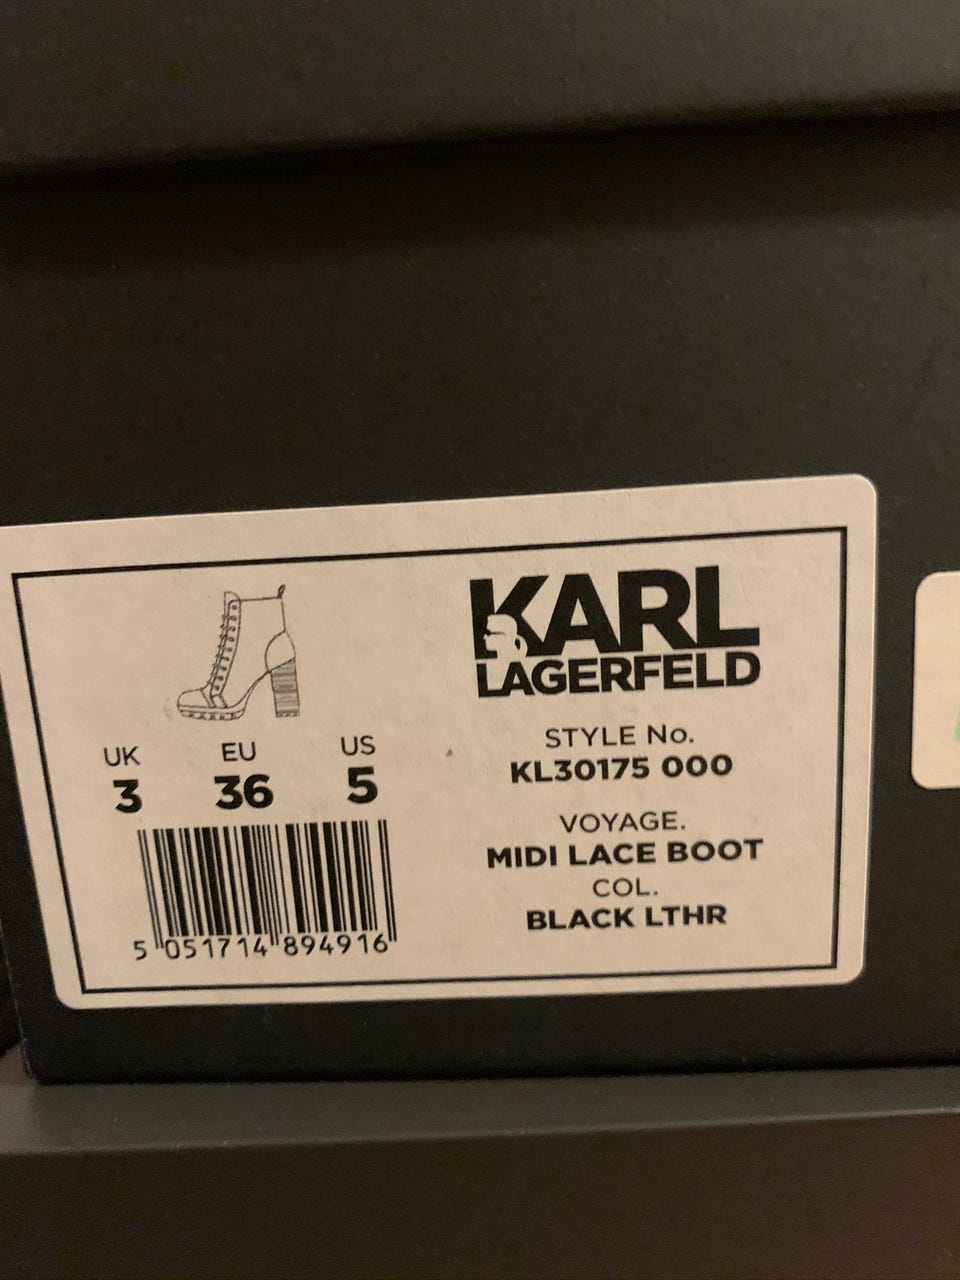 KARL
LAGERFELD
UK EU US
3 36 5
5 051714 894916
STYLE No.
KL30175 000
VOYAGE.
MIDI LACE BOOT
COL.
BLACK LTHR